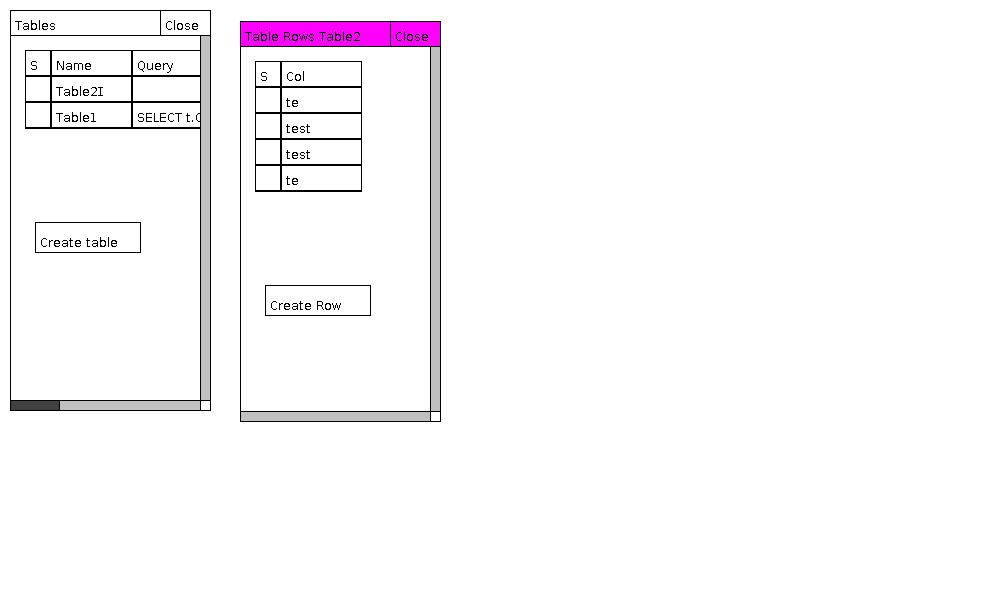 Tables Close
S Name Query
Table2I
Table1 SELECT t.
Create table
Table Rows Table2 Close
S Col
te
test
test
te
Create Row